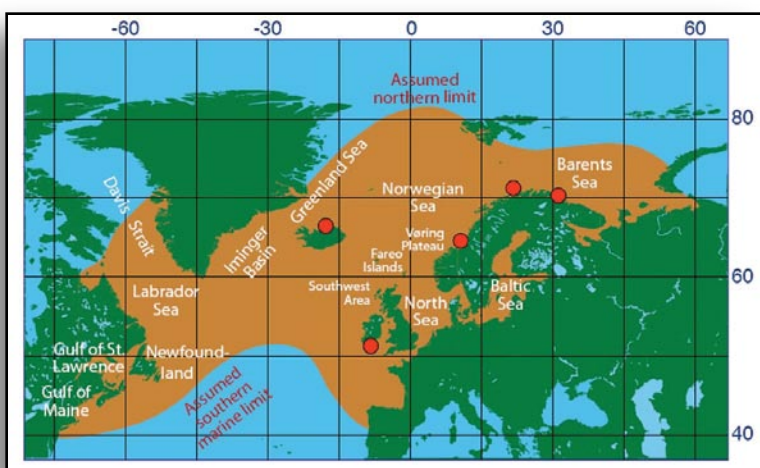 -60 -30 0 30 60
Assumed
northern limit
80
Greenland Sea
Barents
Sea
Davis Strait
Norwegian
Sea
Iminger
Basin
Vøring
Plateau
Fareo
Islands
60
Southwest
Area
Labrador
Sea
North
Sea
Baltic
Sea
Gulf of St.
Lawrence
Newfound-
land
Gulf of
Maine
Assumed
southern
marine limit
40